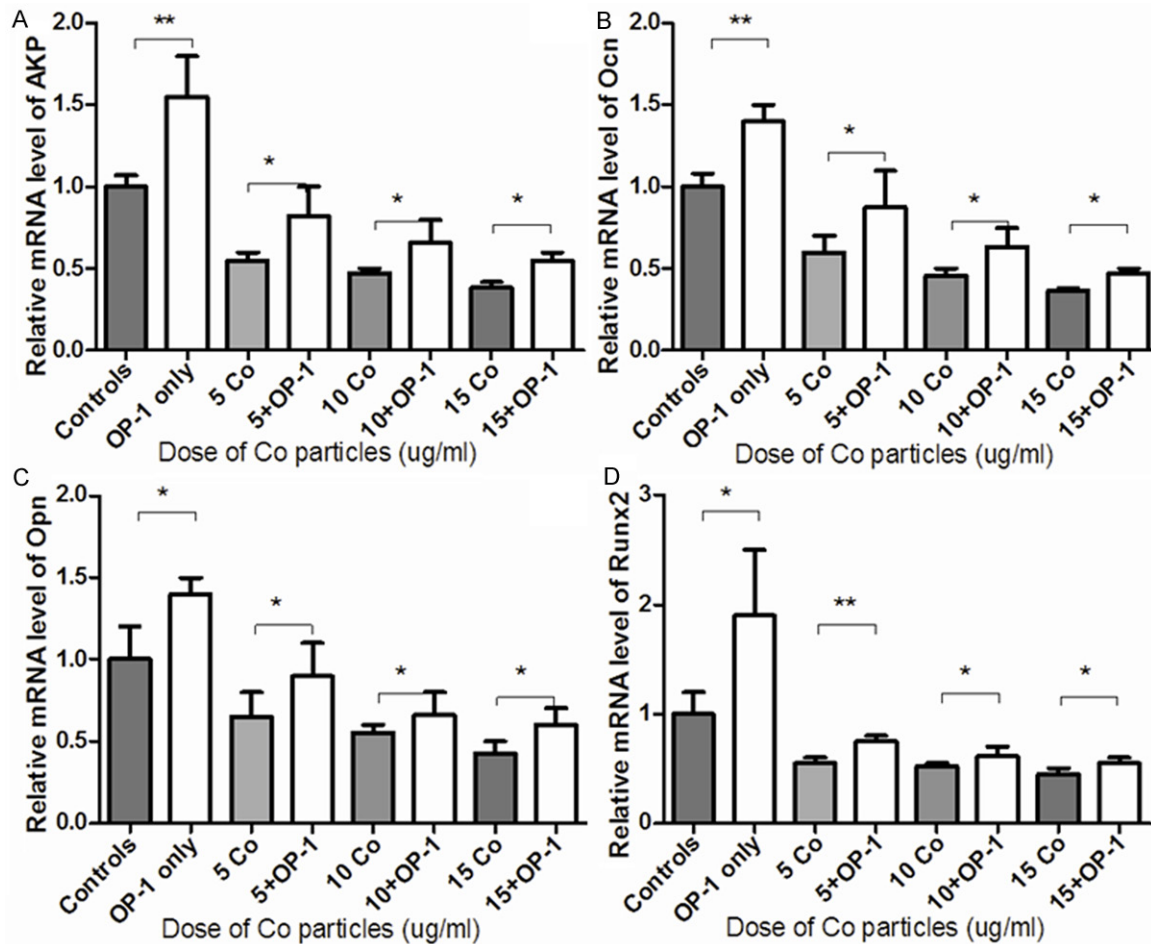 A
Relative mRNA level of AKP
2.0
1.5
1.0
0.5
0.0
**
*
*
*
Controls
OP-1 only
5 Co
5+OP-1
10 Co
10+OP-1
15 Co
15+OP-1
Dose of Co particles (ug/ml)
B
Relative mRNA level of Ocn
2.0
1.5
1.0
0.5
0.0
**
*
*
*
Controls
OP-1 only
5 Co
5+OP-1
10 Co
10+OP-1
15 Co
15+OP-1
Dose of Co particles (ug/ml)
C
Relative mRNA level of Opn
2.0
1.5
1.0
0.5
0.0
*
*
*
*
Controls
OP-1 only
5 Co
5+OP-1
10 Co
10+OP-1
15 Co
15+OP-1
Dose of Co particles (ug/ml)
D
Relative mRNA level of Runx2
3
2
1
0
*
**
*
*
Controls
OP-1 only
5 Co
5+OP-1
10 Co
10+OP-1
15 Co
15+OP-1
Dose of Co particles (ug/ml)